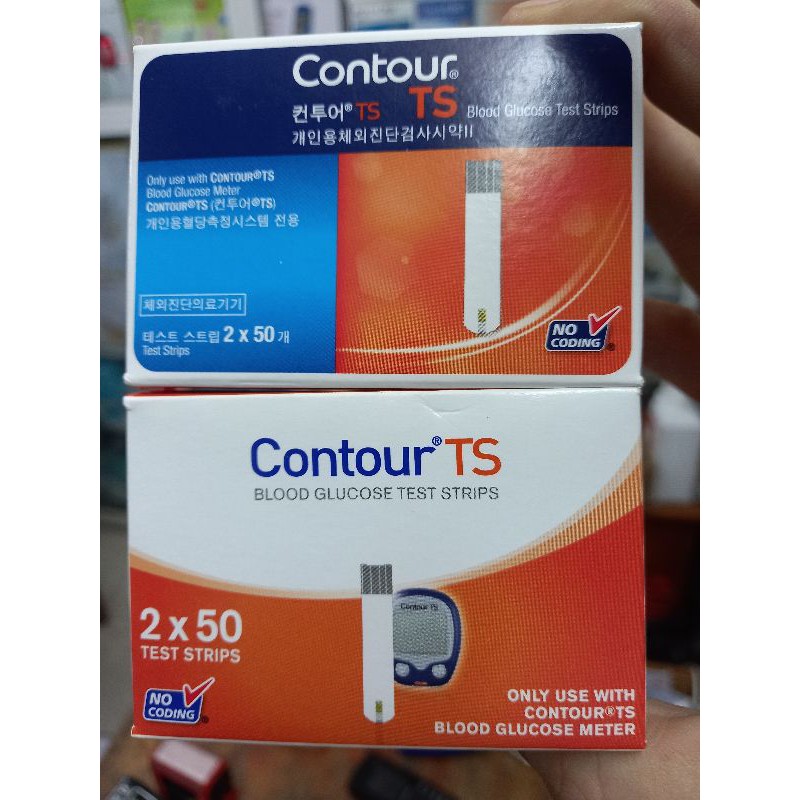 Contour®
컨투어® TS TS Blood Glucose Test Strips
개인용체외진단검사시약II
Only use with CONTOUR®TS
Blood Glucose Meter
CONTOUR®TS (컨투어®TS)
개인용혈당측정시스템 전용
체외진단의료기기
테스트 스트립 2 x 50 개
Test Strips
NO
CODING
Contour® TS
BLOOD GLUCOSE TEST STRIPS
Contour TS
2 x 50
TEST STRIPS
NO
CODING
ONLY USE WITH
CONTOUR®TS
BLOOD GLUCOSE METER